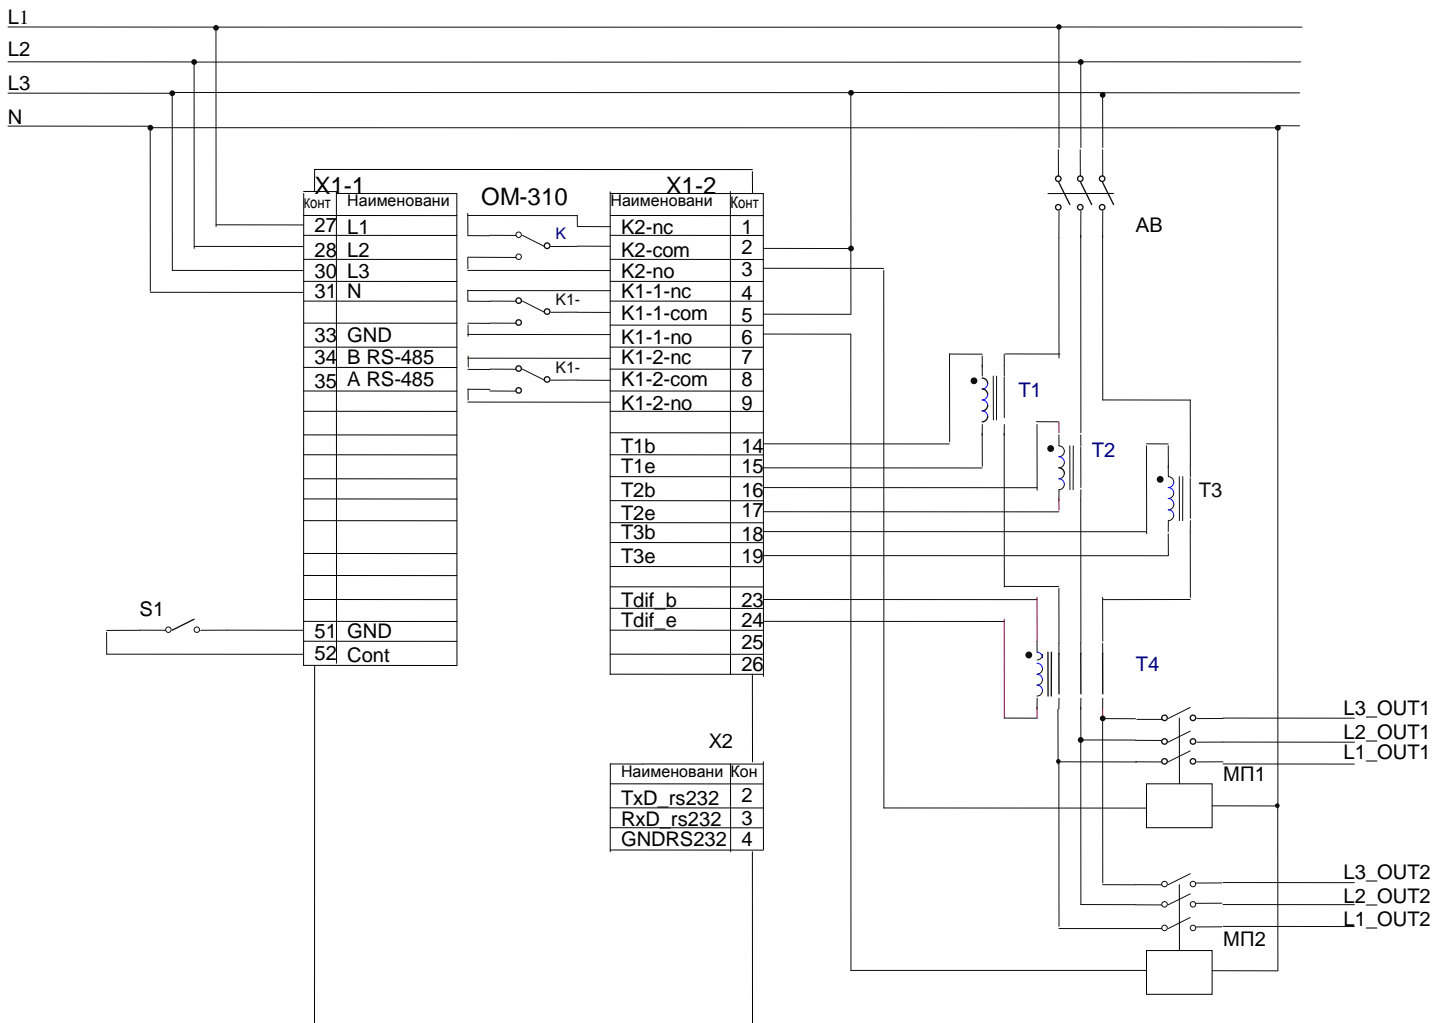 L1
L2
L3
N
X1-1
OM-310
X1-2
Конт Наименовани
27 L1
28 L2
30 L3
31 N
33 GND
34 B RS-485
35 A RS-485
51 GND
52 Cont
S1
K
K1-
K1-
Наименовани Конт
K2-nc 1
K2-com 2
K2-no 3
K1-1-nc 4
K1-1-com 5
K1-1-no 6
K1-2-nc 7
K1-2-com 8
K1-2-no 9
T1b 14
T1e 15
T2b 16
T2e 17
T3b 18
T3e 19
Tdif_b 23
Tdif_e 24
25
26
X2
Наименовани Кон
TxD_rs232 2
RxD_rs232 3
GNDRS232 4
АВ
T1
T2
T3
T4
L3_OUT1
L2_OUT1
L1_OUT1
МП1
L3_OUT2
L2_OUT2
L1_OUT2
МП2